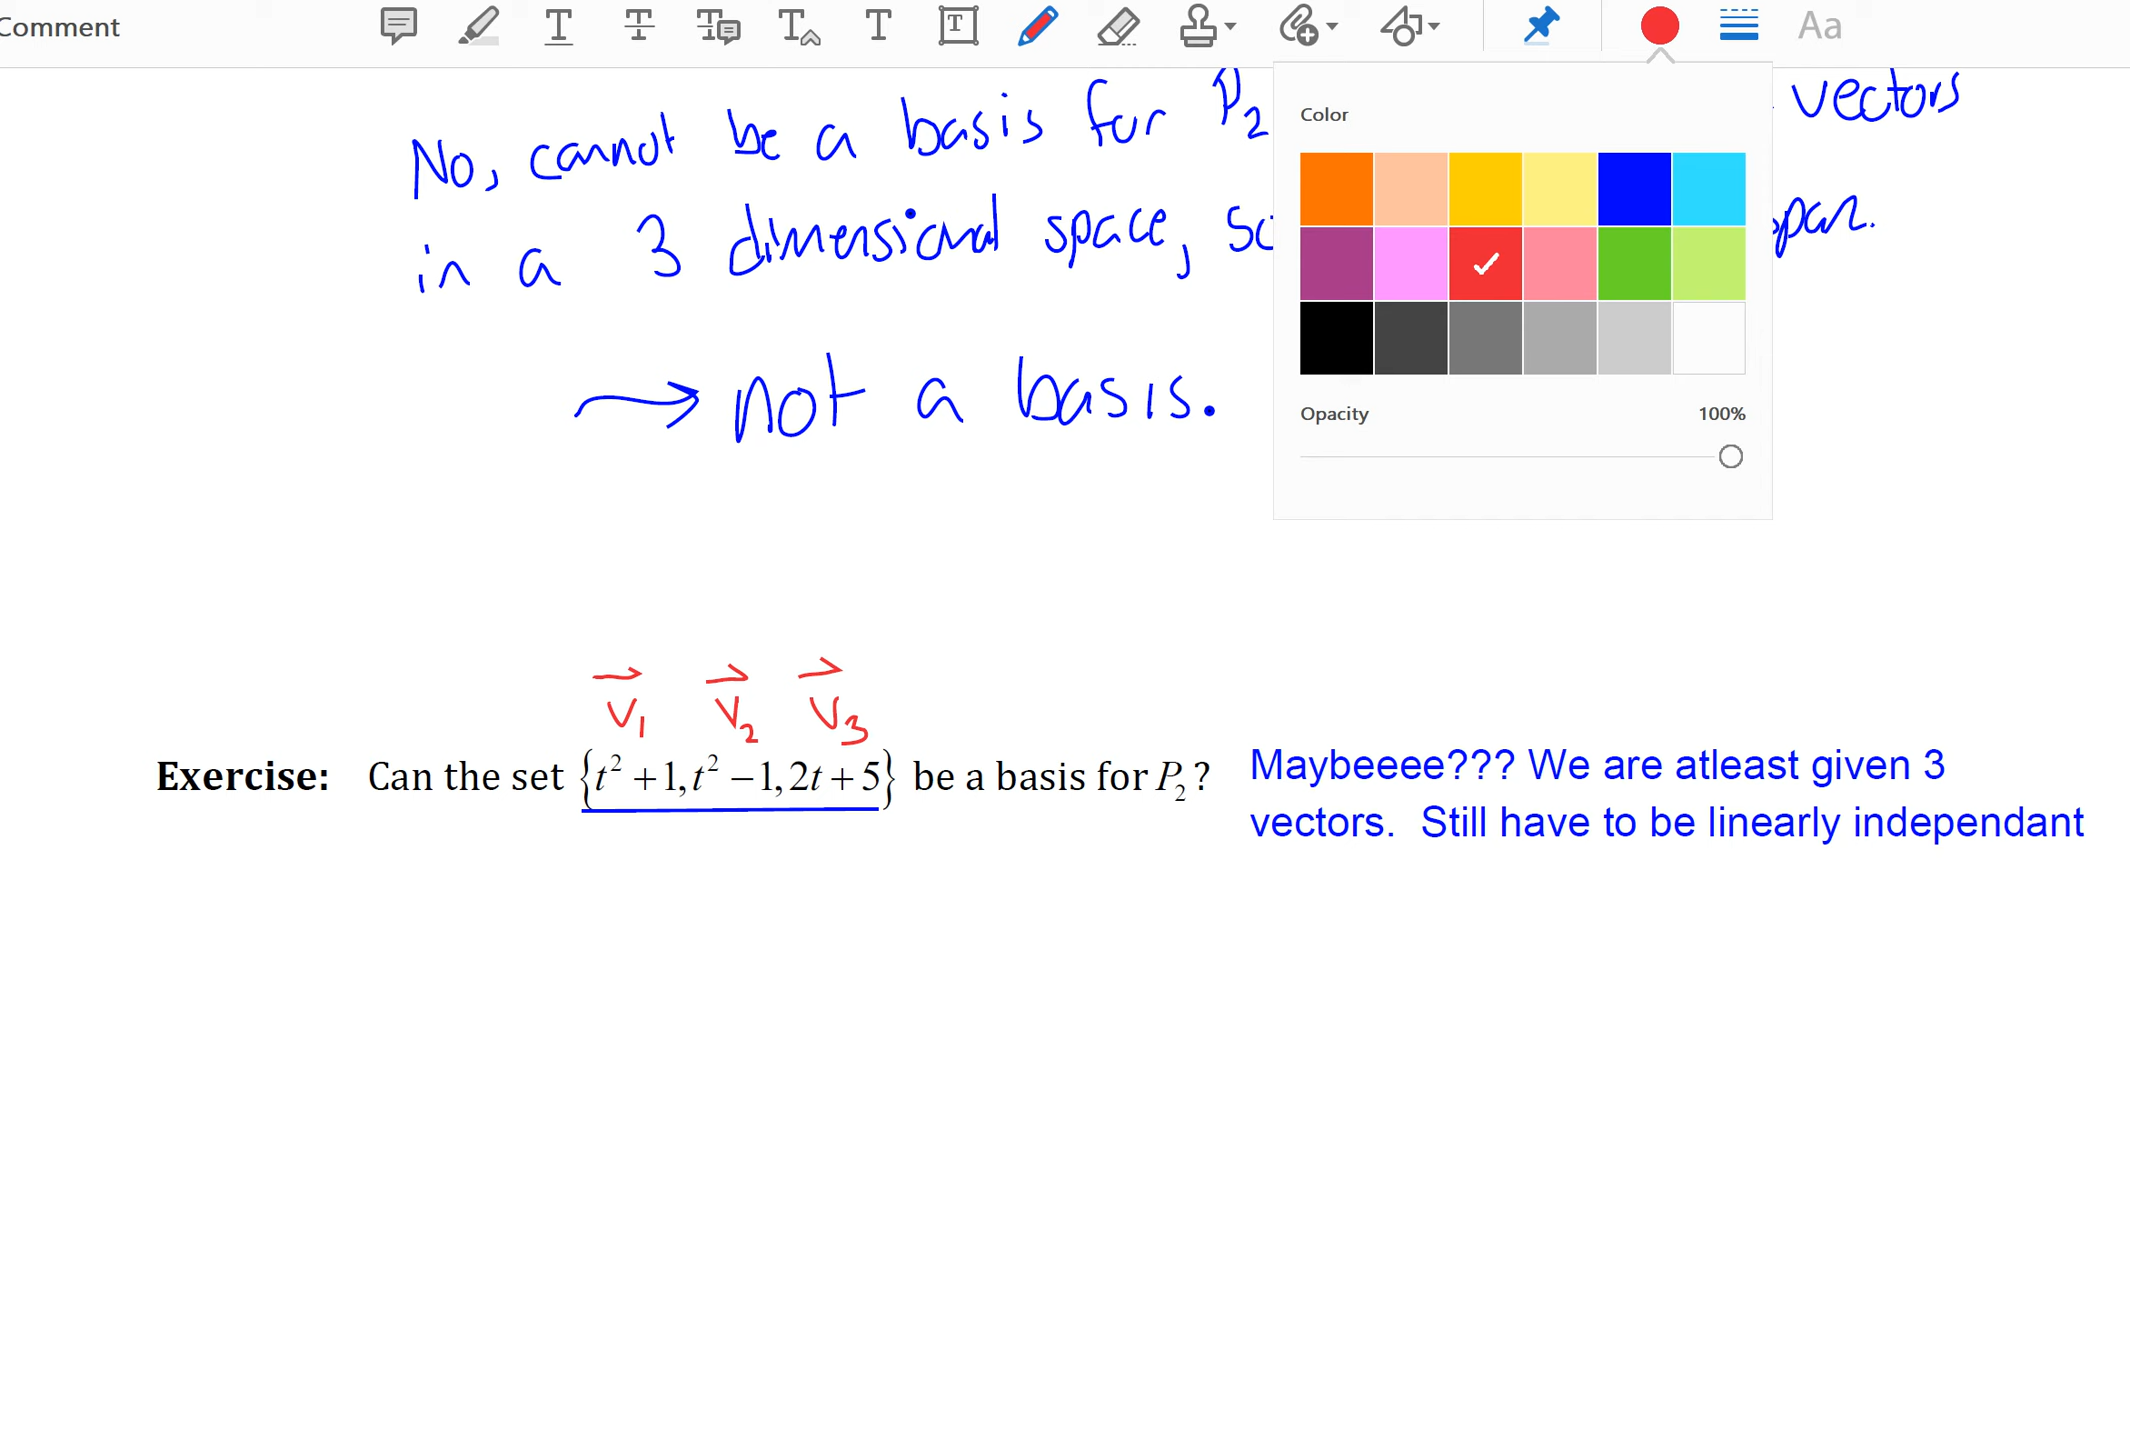 Comment
Aa
Color
Opacity 100%
No, cannot be a basis for P₂ vectors
in a 3 dimensional space, so span.
→ not a basis.
v₁ v₂ v₃
Exercise: Can the set {t² + 1, t² − 1, 2t + 5} be a basis for P₂?
Maybeeee??? We are atleast given 3
vectors. Still have to be linearly independant